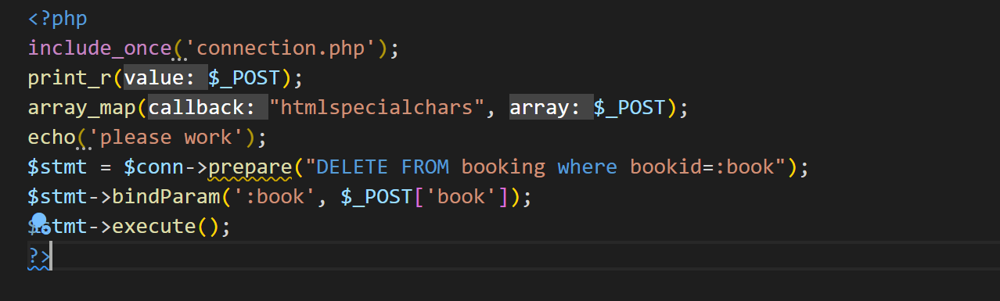 <?php
include_once('connection.php');
print_r(value: $_POST);
array_map(callback: "htmlspecialchars", array: $_POST);
echo('please work');
$stmt = $conn->prepare("DELETE FROM booking where bookid=:book");
$stmt->bindParam(':book', $_POST['book']);
$stmt->execute();
?>